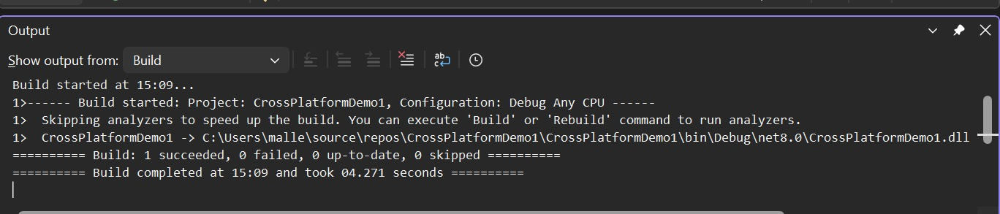 Output
Show output from: Build
Build started at 15:09...
1>------ Build started: Project: CrossPlatformDemo1, Configuration: Debug Any CPU ------
1>  Skipping analyzers to speed up the build. You can execute 'Build' or 'Rebuild' command to run analyzers.
1>  CrossPlatformDemo1 -> C:\Users\malle\source\repos\CrossPlatformDemo1\CrossPlatformDemo1\bin\Debug\net8.0\CrossPlatformDemo1.dll
========== Build: 1 succeeded, 0 failed, 0 up-to-date, 0 skipped ==========
========== Build completed at 15:09 and took 04.271 seconds ==========